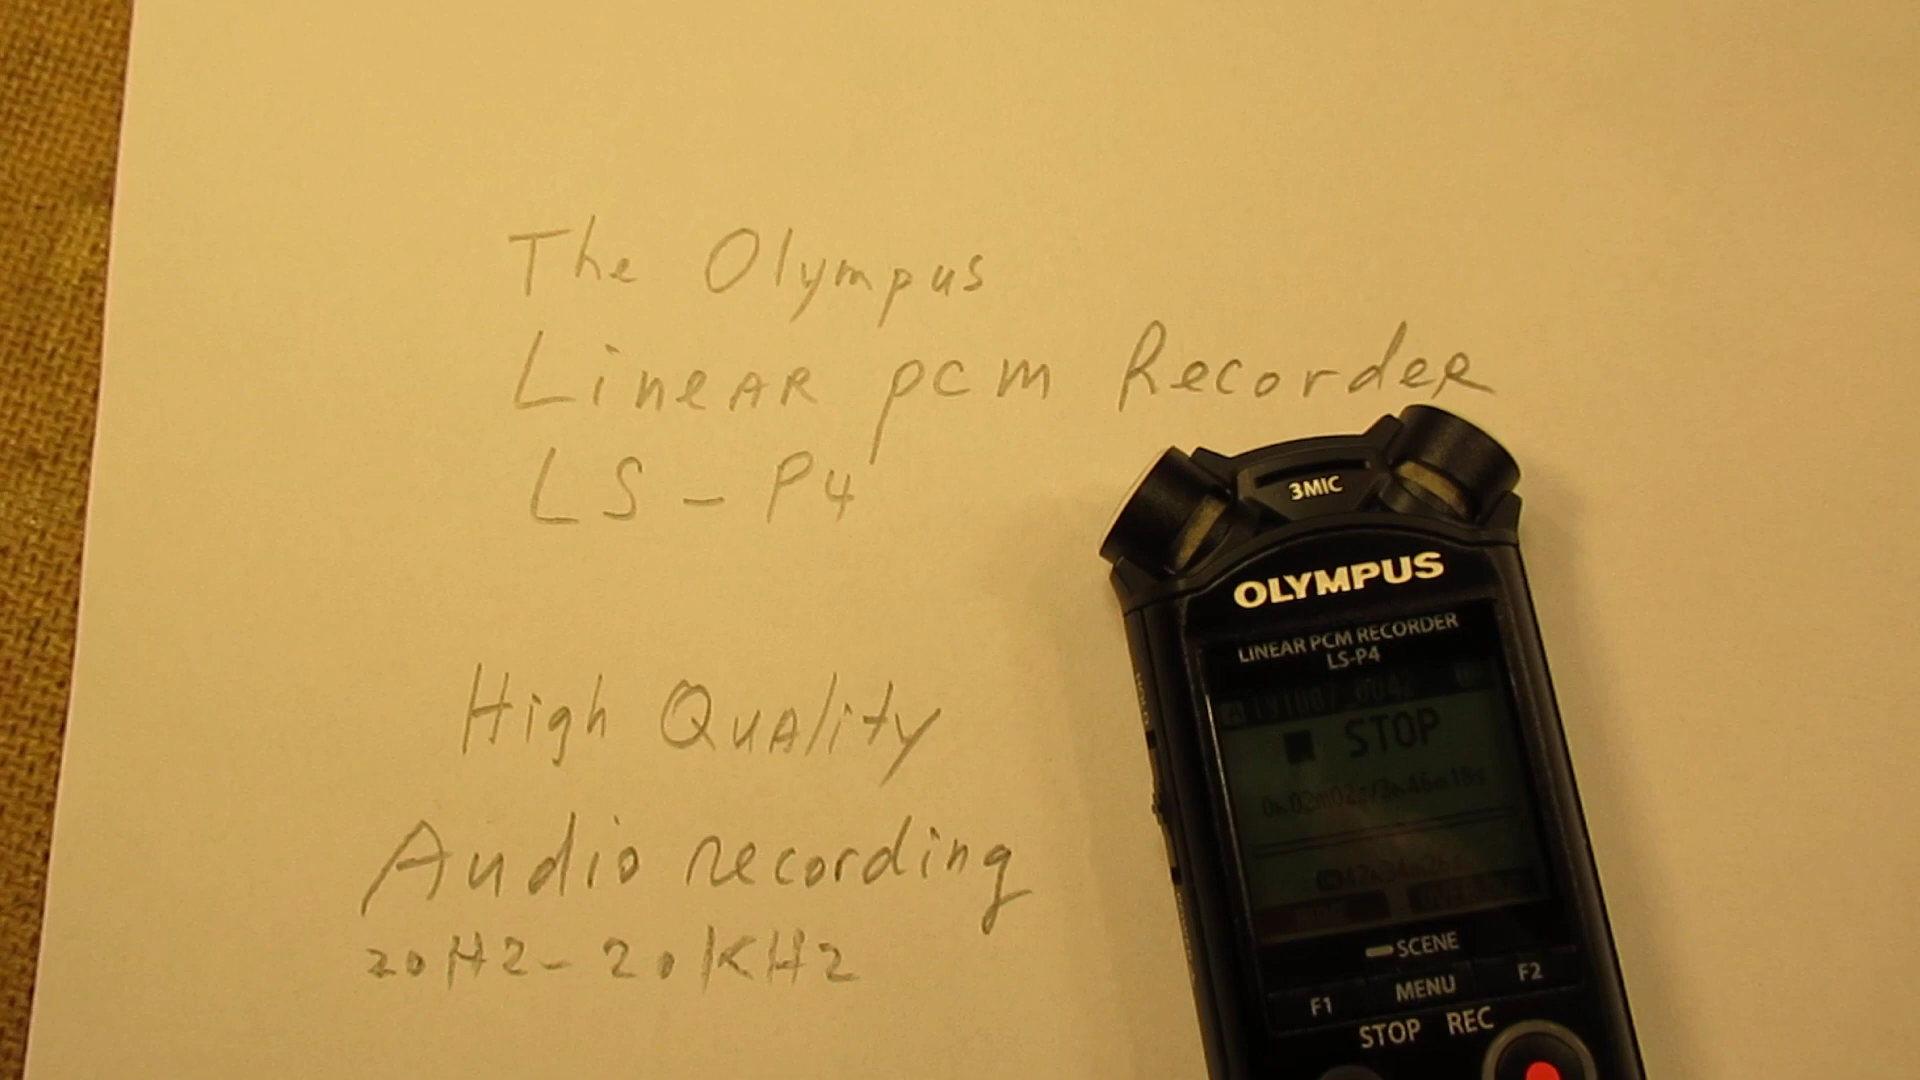 The Olympus
LineAR pcm Recorder
LS-P4
High QuAlity
Audio recording
20HZ-20KHZ
3MIC
OLYMPUS
LINEAR PCM RECORDER
LS-P4
STOP
SCENE
F1 MENU F2
STOP REC